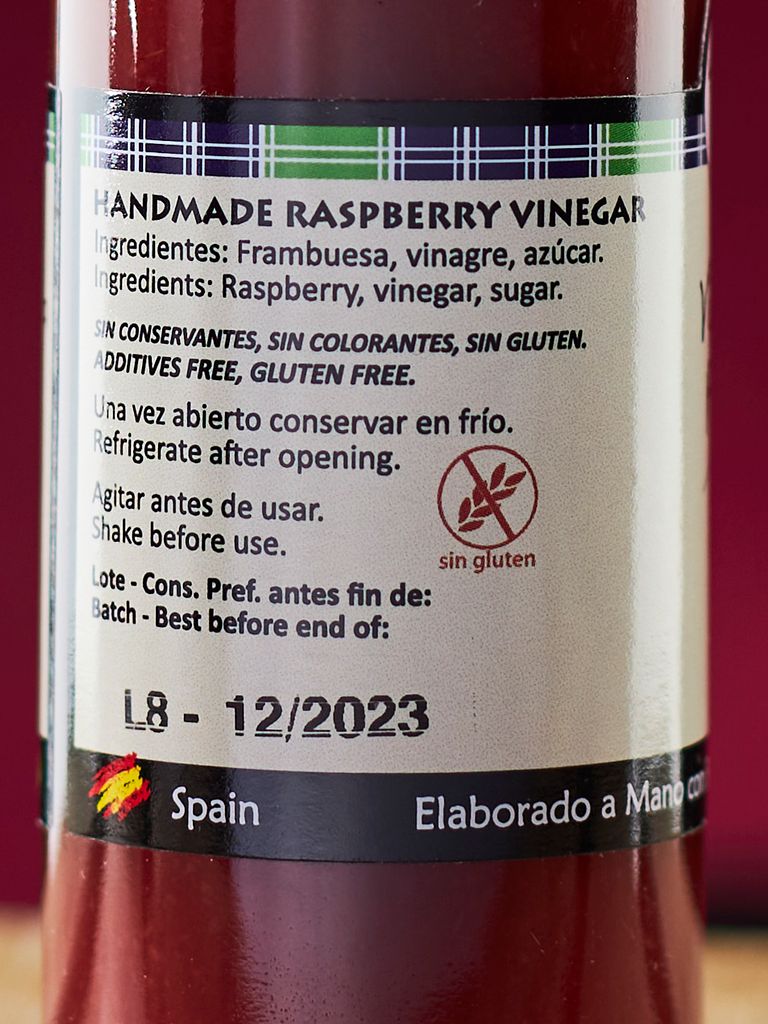 HANDMADE RASPBERRY VINEGAR
Ingredientes: Frambuesa, vinagre, azúcar.
Ingredients: Raspberry, vinegar, sugar.
SIN CONSERVANTES, SIN COLORANTES, SIN GLUTEN.
ADDITIVES FREE, GLUTEN FREE.
Una vez abierto conservar en frío.
Refrigerate after opening.
Agitar antes de usar.
Shake before use.
sin gluten
Lote - Cons. Pref. antes fin de:
Batch - Best before end of:
L8 - 12/2023
Spain
Elaborado a Mano